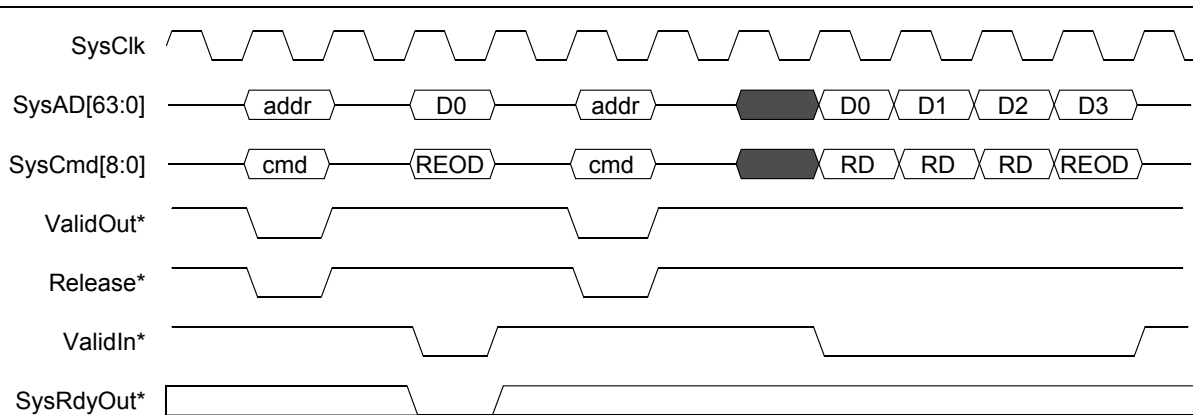 SysClk
SysAD[63:0] addr D0 addr D0 D1 D2 D3
SysCmd[8:0] cmd REOD cmd RD RD RD REOD
ValidOut*
Release*
ValidIn*
SysRdyOut*